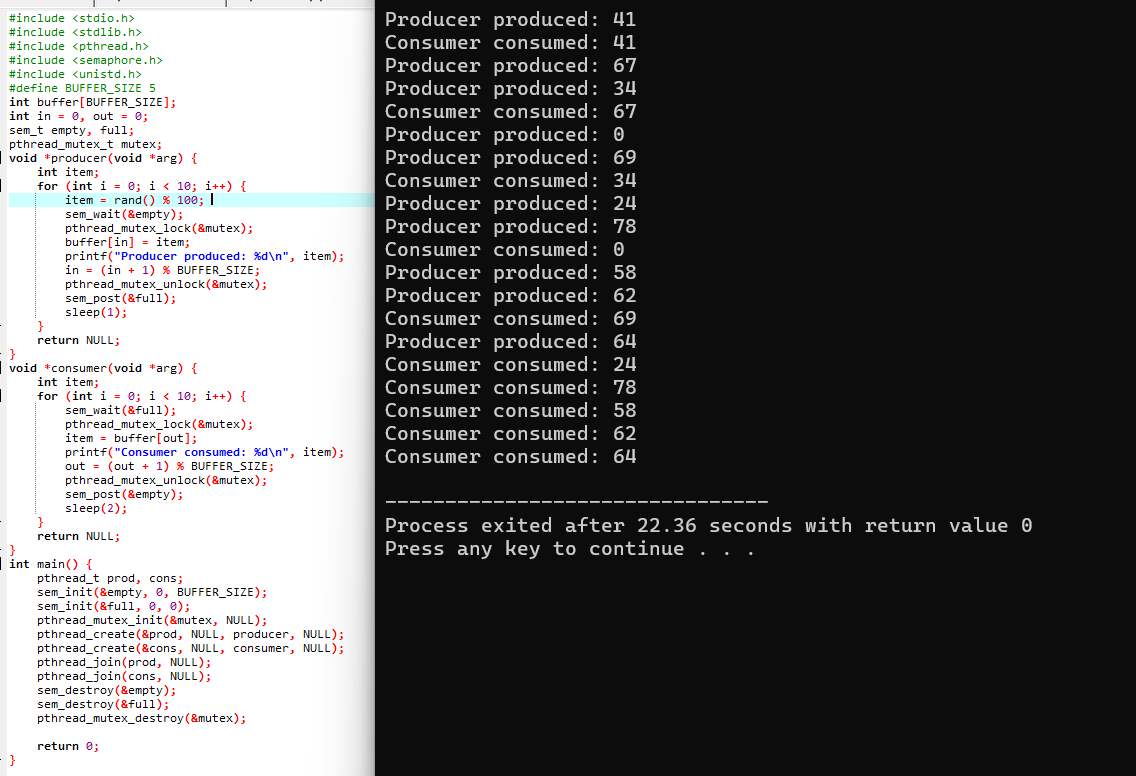 #include <stdio.h>
#include <stdlib.h>
#include <pthread.h>
#include <semaphore.h>
#include <unistd.h>
#define BUFFER_SIZE 5
int buffer[BUFFER_SIZE];
int in = 0, out = 0;
sem_t empty, full;
pthread_mutex_t mutex;
void *producer(void *arg) {
    int item;
    for (int i = 0; i < 10; i++) {
        item = rand() % 100;
        sem_wait(&empty);
        pthread_mutex_lock(&mutex);
        buffer[in] = item;
        printf("Producer produced: %d\n", item);
        in = (in + 1) % BUFFER_SIZE;
        pthread_mutex_unlock(&mutex);
        sem_post(&full);
        sleep(1);
    }
    return NULL;
}
void *consumer(void *arg) {
    int item;
    for (int i = 0; i < 10; i++) {
        sem_wait(&full);
        pthread_mutex_lock(&mutex);
        item = buffer[out];
        printf("Consumer consumed: %d\n", item);
        out = (out + 1) % BUFFER_SIZE;
        pthread_mutex_unlock(&mutex);
        sem_post(&empty);
        sleep(2);
    }
    return NULL;
}
int main() {
    pthread_t prod, cons;
    sem_init(&empty, 0, BUFFER_SIZE);
    sem_init(&full, 0, 0);
    pthread_mutex_init(&mutex, NULL);
    pthread_create(&prod, NULL, producer, NULL);
    pthread_create(&cons, NULL, consumer, NULL);
    pthread_join(prod, NULL);
    pthread_join(cons, NULL);
    sem_destroy(&empty);
    sem_destroy(&full);
    pthread_mutex_destroy(&mutex);

    return 0;
}
Producer produced: 41
Consumer consumed: 41
Producer produced: 67
Producer produced: 34
Consumer consumed: 67
Producer produced: 0
Producer produced: 69
Consumer consumed: 34
Producer produced: 24
Producer produced: 78
Consumer consumed: 0
Producer produced: 58
Producer produced: 62
Consumer consumed: 69
Producer produced: 64
Consumer consumed: 24
Consumer consumed: 78
Consumer consumed: 58
Consumer consumed: 62
Consumer consumed: 64

--------------------------------
Process exited after 22.36 seconds with return value 0
Press any key to continue . . .